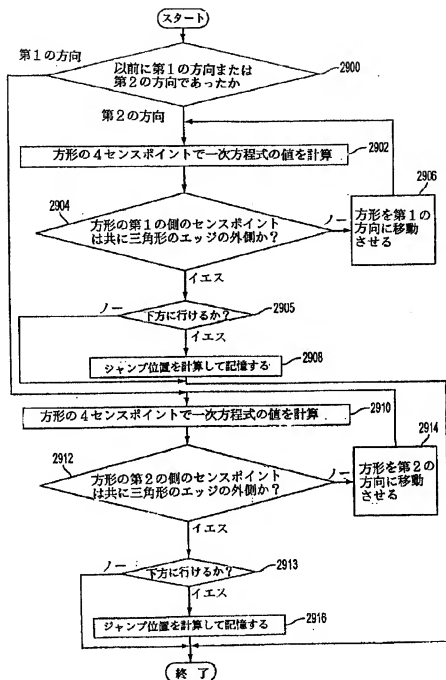 スタート
第1の方向
以前に第1の方向または
第2の方向であったか
2900
第2の方向
方形の4センスポイントで一次方程式の値を計算
2902
2906
2904
方形の第1の側のセンスポイント
は共に三角形のエッジの外側か?
ノー
方形を第1の
方向に移動
させる
イエス
ノー
下方に行けるか?
2905
イエス
ジャンプ位置を計算して記憶する
2908
方形の4センスポイントで一次方程式の値を計算
2910
2914
2912
方形の第2の側のセンスポイント
は共に三角形のエッジの外側か?
ノー
方形を第2の
方向に移動
させる
イエス
ノー
下方に行けるか?
2913
イエス
ジャンプ位置を計算して記憶する
2916
終了